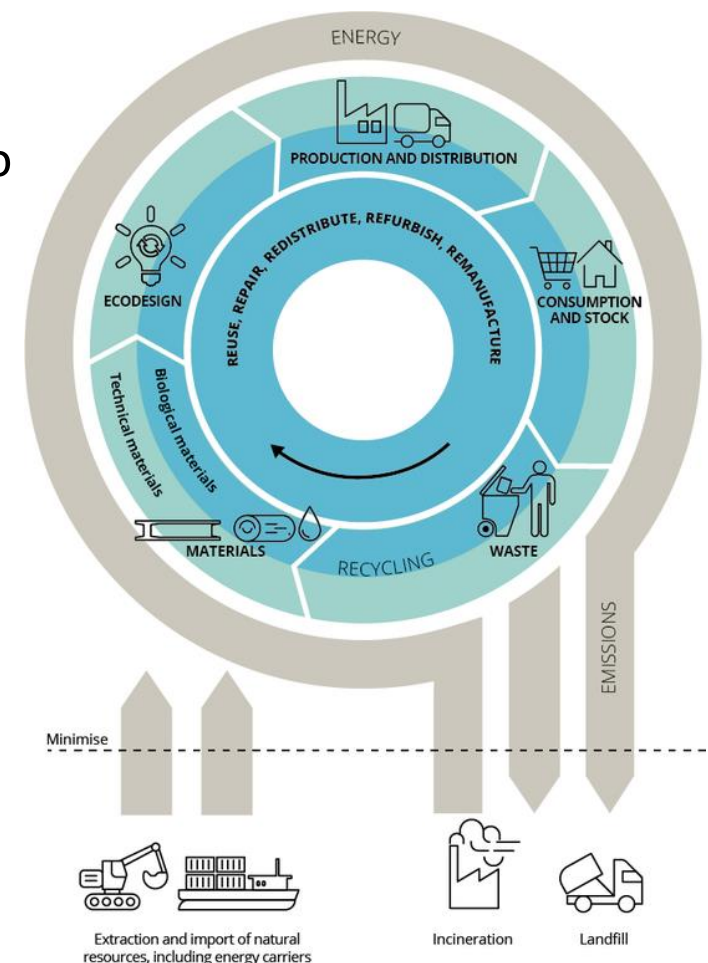 ENERGY
PRODUCTION AND DISTRIBUTION
REUSE, REPAIR, REDISTRIBUTE, REFURBISH, REMANUFACTURE
ECODESIGN
CONSUMPTION
AND STOCK
Technical materials
Biological materials
MATERIALS
RECYCLING
WASTE
EMISSIONS
Minimise
Extraction and import of natural
resources, including energy carriers
Incineration
Landfill